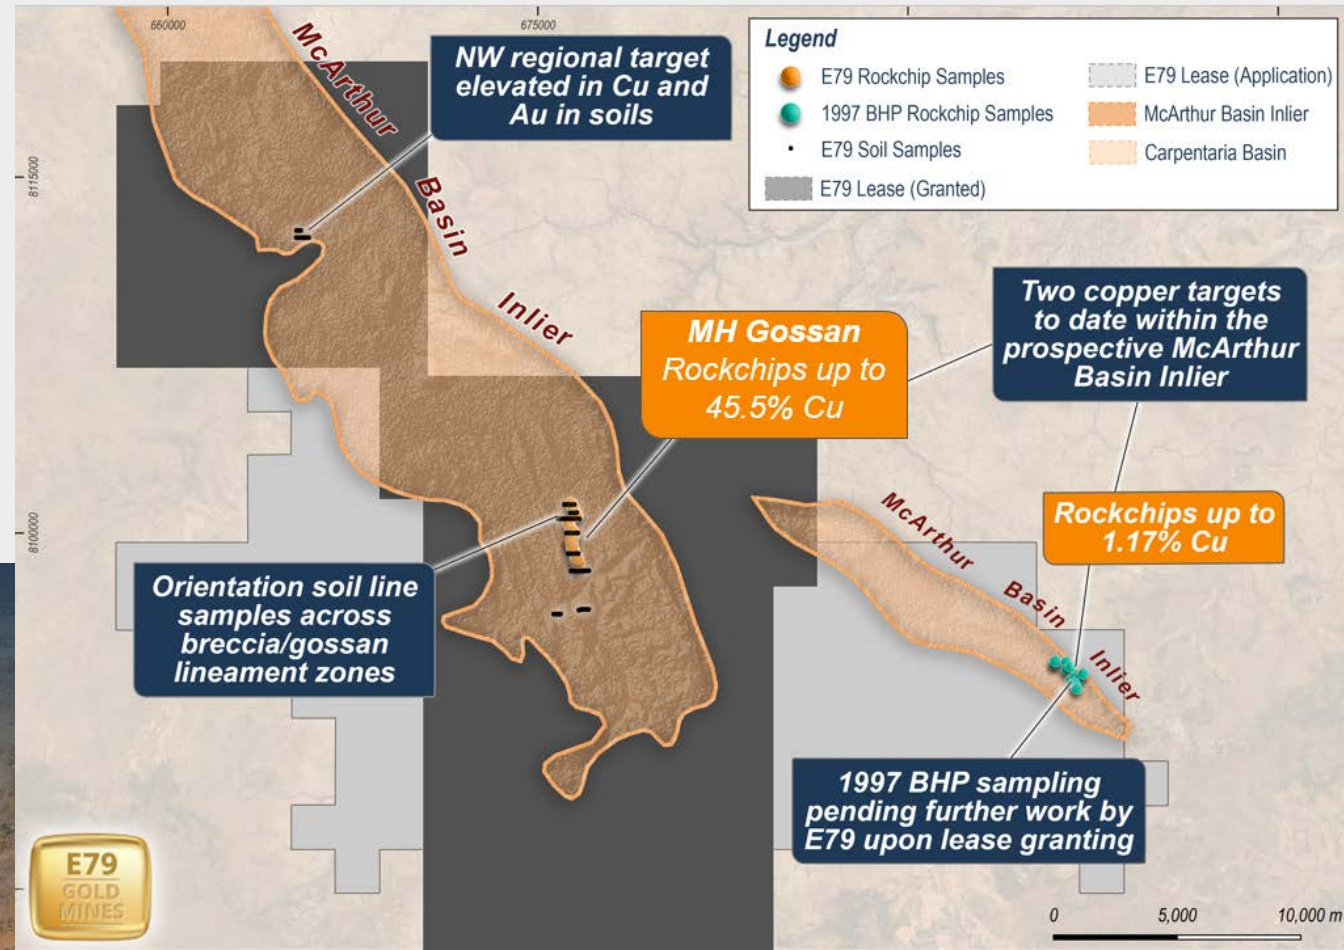 660000
675000
8115000
8100000
McArthur
Basin
Inlier
NW regional target
elevated in Cu and
Au in soils
Legend
E79 Rockchip Samples
1997 BHP Rockchip Samples
E79 Soil Samples
E79 Lease (Granted)
E79 Lease (Application)
McArthur Basin Inlier
Carpentaria Basin
MH Gossan
Rockchips up to
45.5% Cu
Two copper targets
to date within the
prospective McArthur
Basin Inlier
Rockchips up to
1.17% Cu
McArthur
Basin
Inlier
Orientation soil line
samples across
breccia/gossan
lineament zones
1997 BHP sampling
pending further work by
E79 upon lease granting
E79
GOLD
MINES
0 5,000 10,000 m